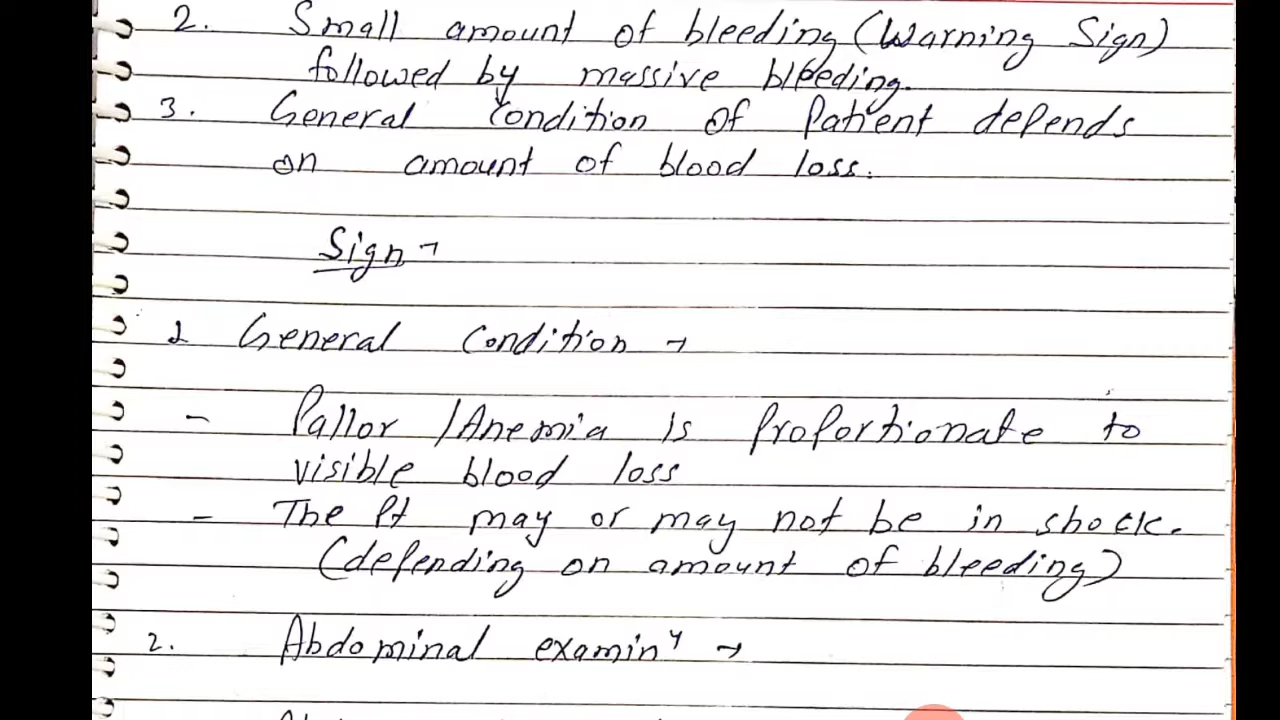 2. Small amount of bleeding (Warning Sign)
followed by massive bleeding.
3. General condition of Patient depends
on amount of blood loss.
Sign →
1 General condition →
- Pallor / Anemia is proportionate to
visible blood loss
- The Pt may or may not be in shock.
(depending on amount of bleeding)
2. Abdominal examinⁿ →